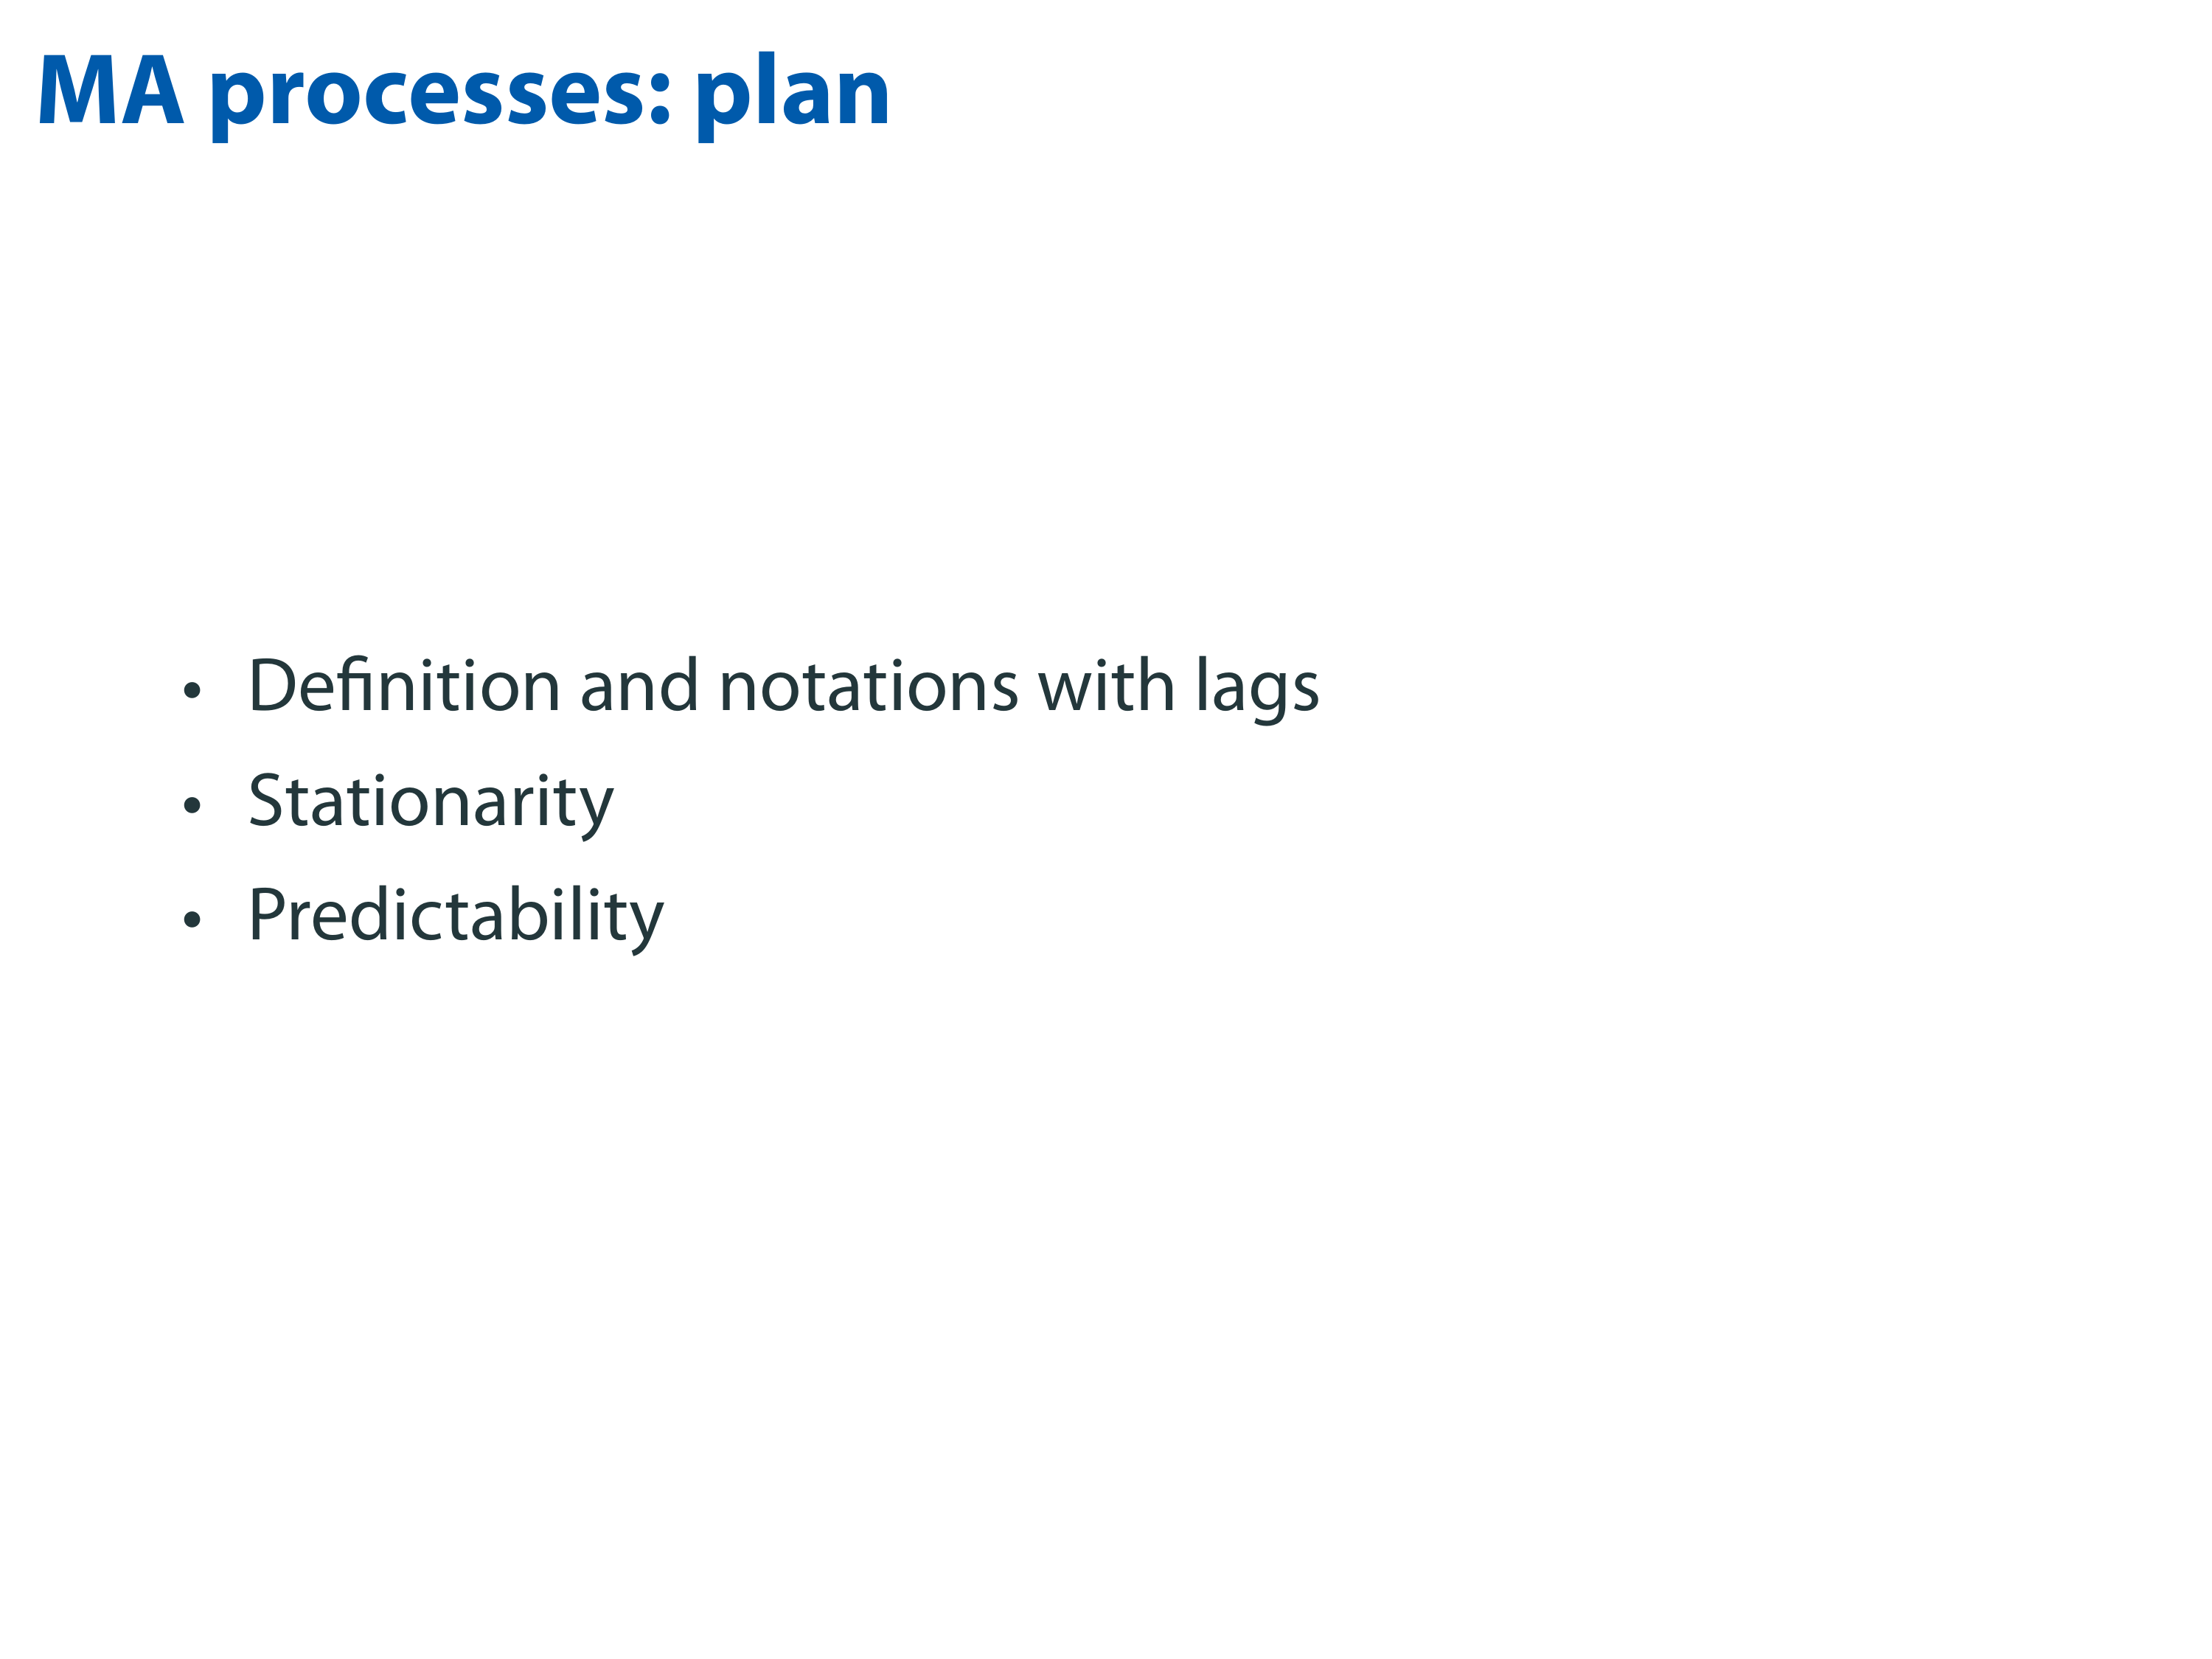 MA processes: plan
• Definition and notations with lags
• Stationarity
• Predictability